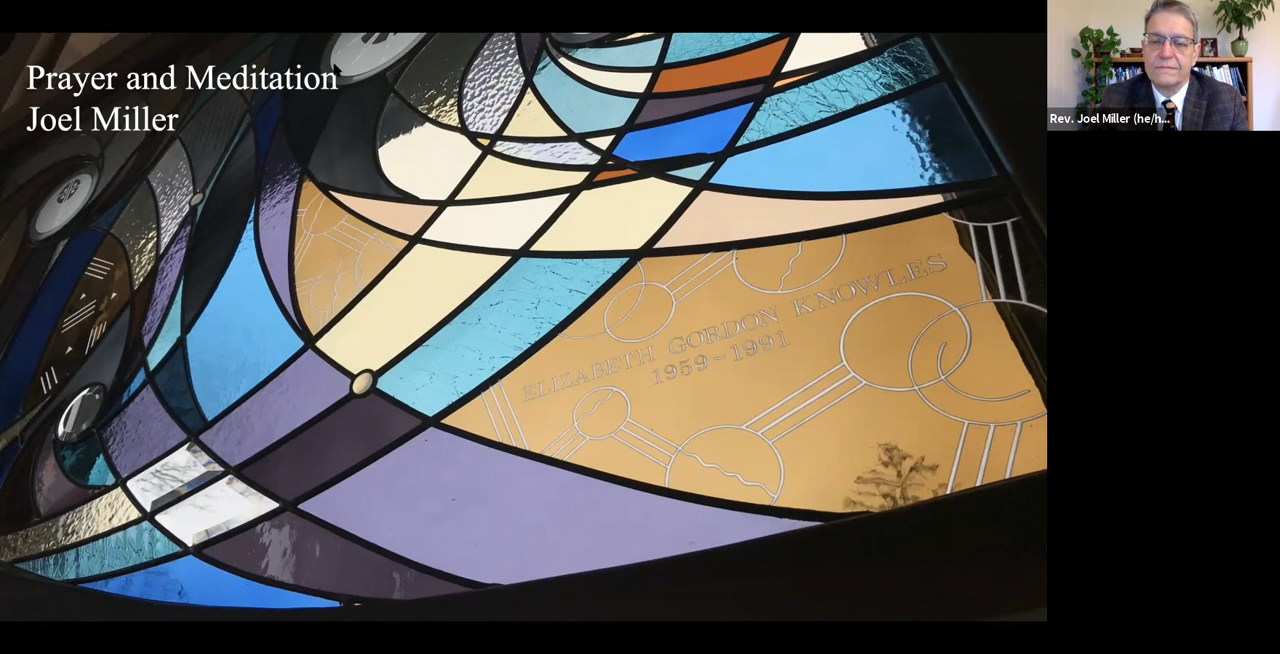 Prayer and Meditation
Joel Miller
Rev. Joel Miller (he/h...
ELIZABETH GORDON KNOWLES
1959-1991